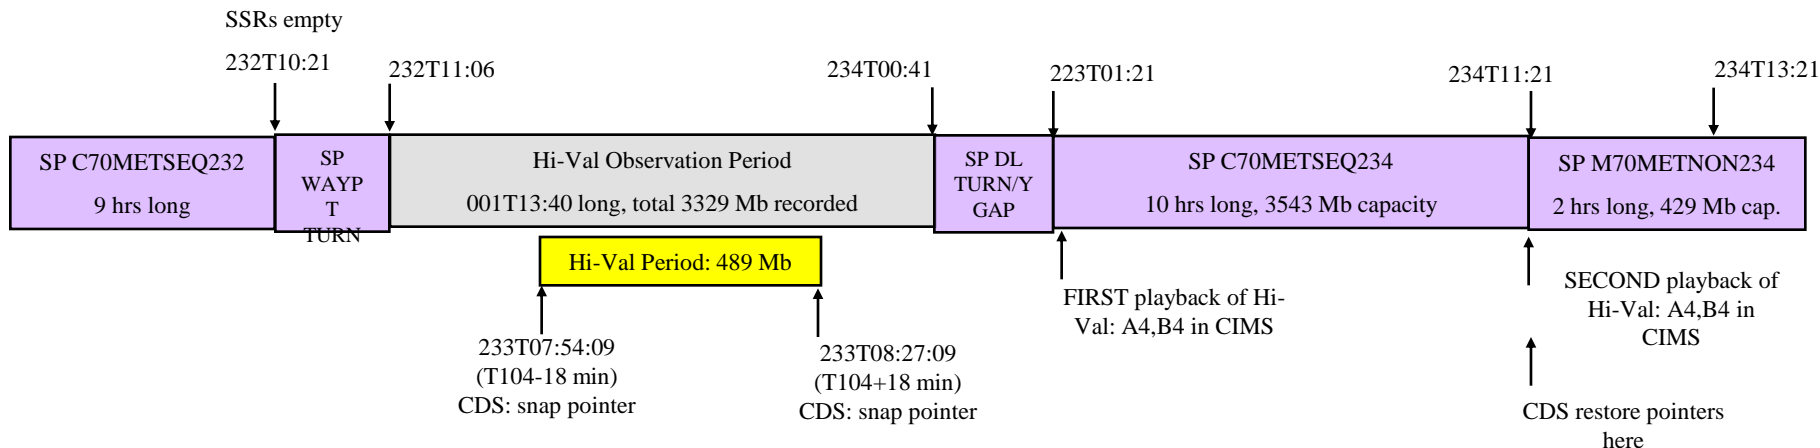 SSRs empty
232T10:21
232T11:06
234T00:41
223T01:21
234T11:21
234T13:21
SP C70METSEQ232
9 hrs long
SP
WAYP
T
TURN
Hi-Val Observation Period
001T13:40 long, total 3329 Mb recorded
SP DL
TURN/Y
GAP
SP C70METSEQ234
10 hrs long, 3543 Mb capacity
SP M70METNON234
2 hrs long, 429 Mb cap.
Hi-Val Period: 489 Mb
233T07:54:09
(T104-18 min)
CDS: snap pointer
233T08:27:09
(T104+18 min)
CDS: snap pointer
FIRST playback of Hi-
Val: A4,B4 in CIMS
SECOND playback of
Hi-Val: A4,B4 in
CIMS
CDS restore pointers
here